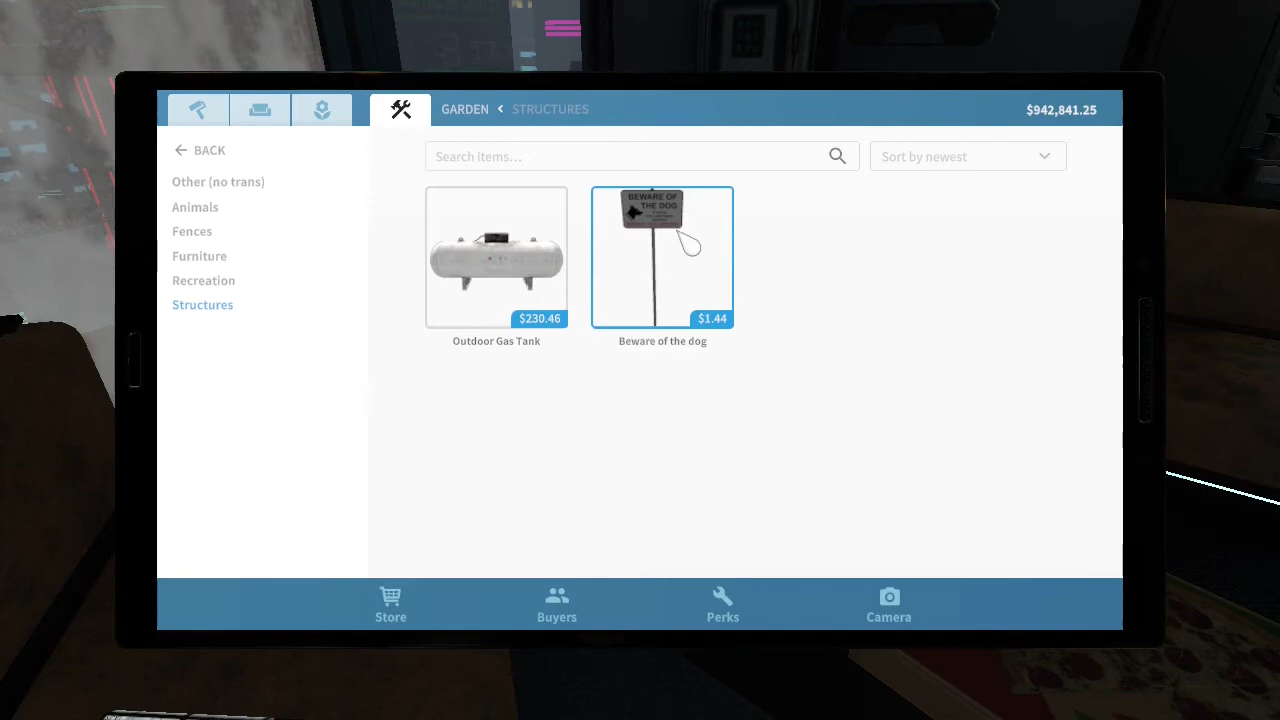 GARDEN < STRUCTURES
$942,841.25
BACK
Other (no trans)
Animals
Fences
Furniture
Recreation
Structures
Search items...
Sort by newest
$230.46
Outdoor Gas Tank
BEWARE OF
THE DOG
$1.44
Beware of the dog
Store
Buyers
Perks
Camera